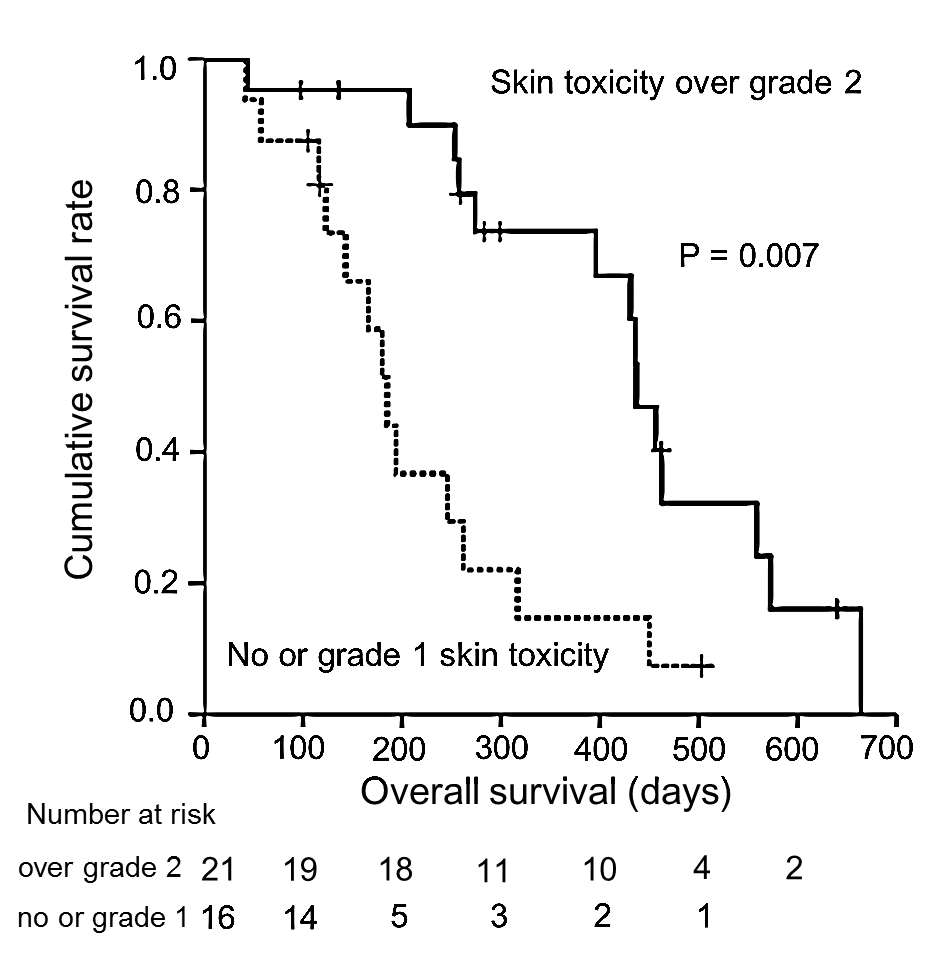 1.0
Skin toxicity over grade 2
0.8
P = 0.007
0.6
0.4
0.2
0.0
Cumulative survival rate
No or grade 1 skin toxicity
0 100 200 300 400 500 600 700
Overall survival (days)
Number at risk
over grade 2 21 19 18 11 10 4 2
no or grade 1 16 14 5 3 2 1